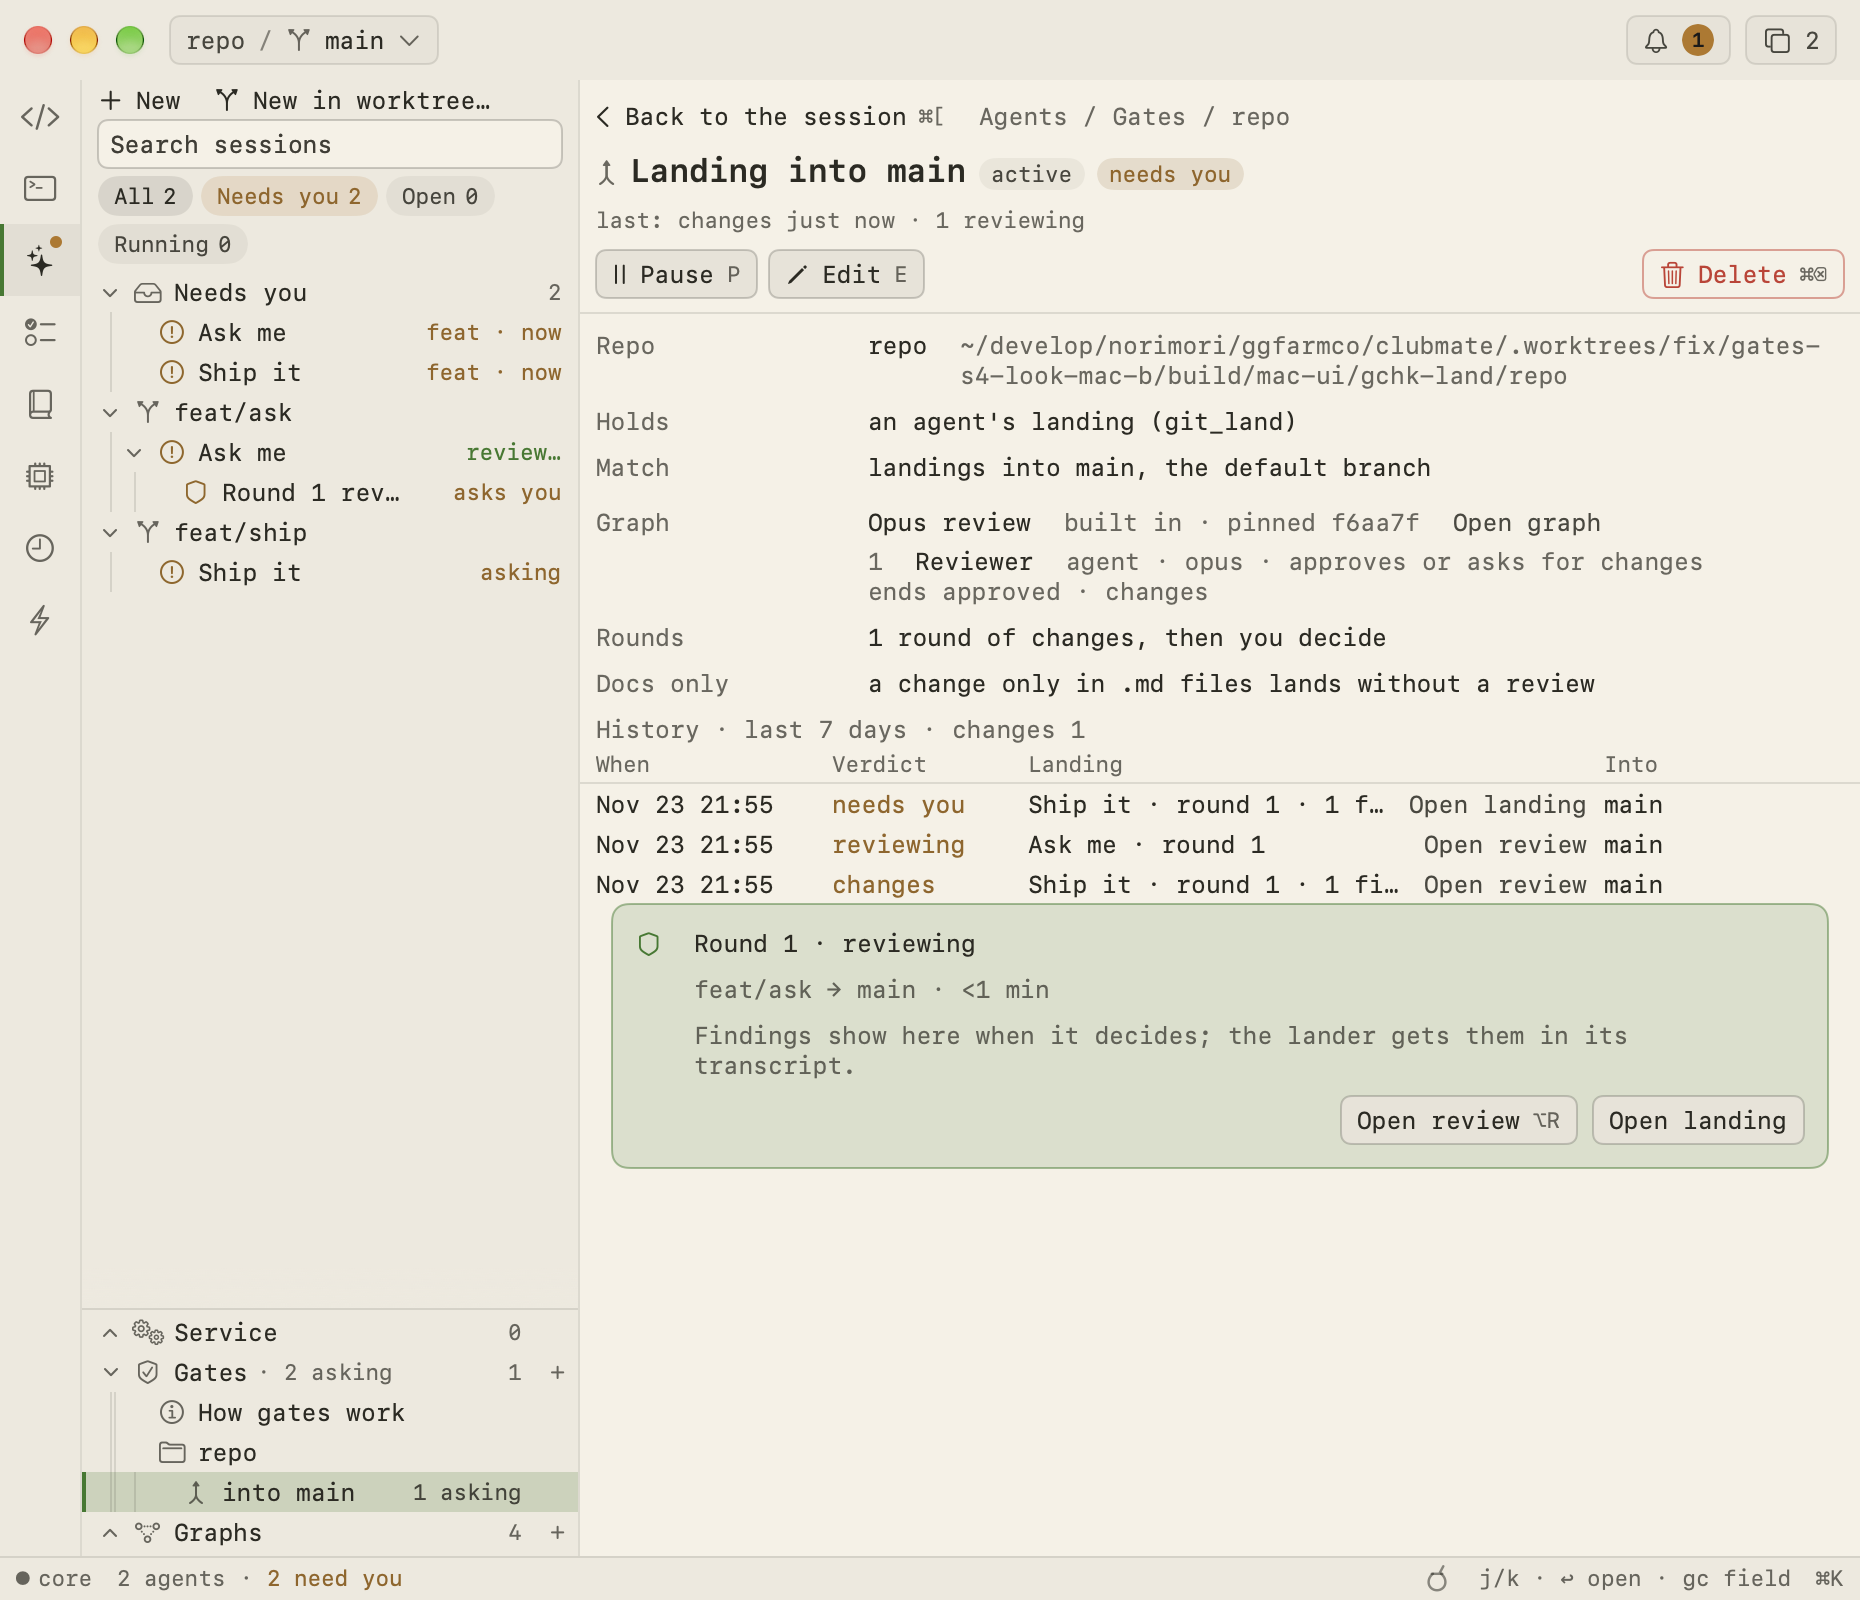 repo / main
1
2
New New in worktree…
Search sessions
All 2 Needs you 2 Open 0
Running 0
Needs you 2
Ask me feat · now
Ship it feat · now
feat/ask
Ask me review…
Round 1 rev… asks you
feat/ship
Ship it asking
Service 0
Gates · 2 asking 1 +
How gates work
repo
into main 1 asking
Graphs 4 +
Back to the session ⌘[ Agents / Gates / repo
Landing into main active needs you
last: changes just now · 1 reviewing
Pause P Edit E Delete ⌘⌫
Repo repo ~/develop/norimori/ggfarmco/clubmate/.worktrees/fix/gates-
s4-look-mac-b/build/mac-ui/gchk-land/repo
Holds an agent's landing (git_land)
Match landings into main, the default branch
Graph Opus review built in · pinned f6aa7f Open graph
1 Reviewer agent · opus · approves or asks for changes
ends approved · changes
Rounds 1 round of changes, then you decide
Docs only a change only in .md files lands without a review
History · last 7 days · changes 1
When Verdict Landing Into
Nov 23 21:55 needs you Ship it · round 1 · 1 f… Open landing main
Nov 23 21:55 reviewing Ask me · round 1 Open review main
Nov 23 21:55 changes Ship it · round 1 · 1 fi… Open review main
Round 1 · reviewing
feat/ask → main · <1 min
Findings show here when it decides; the lander gets them in its
transcript.
Open review ⌥R Open landing
core 2 agents · 2 need you
j/k · ↩ open · gc field ⌘K